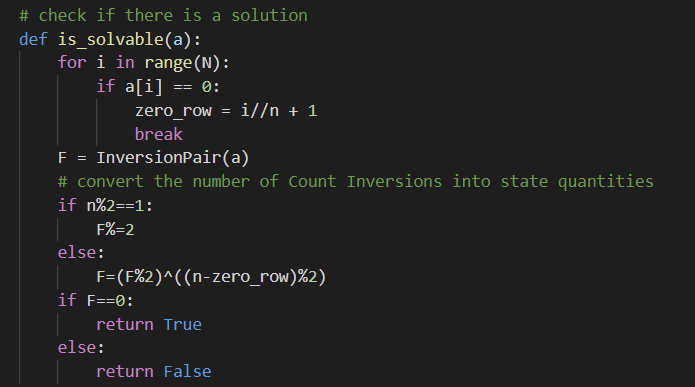 # check if there is a solution
def is_solvable(a):
    for i in range(N):
        if a[i] == 0:
            zero_row = i//n + 1
            break
    F = InversionPair(a)
    # convert the number of Count Inversions into state quantities
    if n%2==1:
        F%=2
    else:
        F=(F%2)^((n-zero_row)%2)
    if F==0:
        return True
    else:
        return False